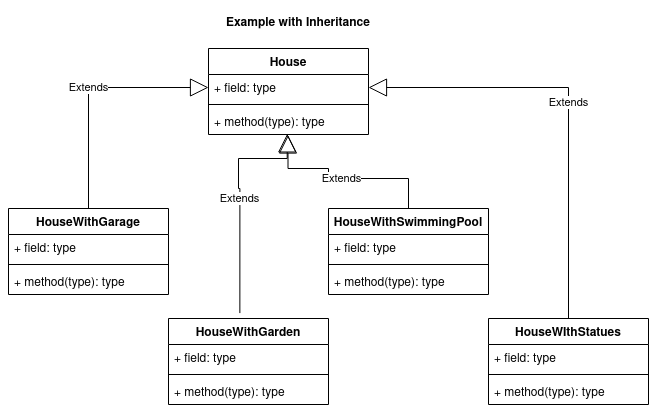 Example with Inheritance
House
+ field: type
+ method(type): type
Extends
Extends
Extends
Extends
HouseWithGarage
+ field: type
+ method(type): type
HouseWithSwimmingPool
+ field: type
+ method(type): type
HouseWithGarden
+ field: type
+ method(type): type
HouseWIthStatues
+ field: type
+ method(type): type